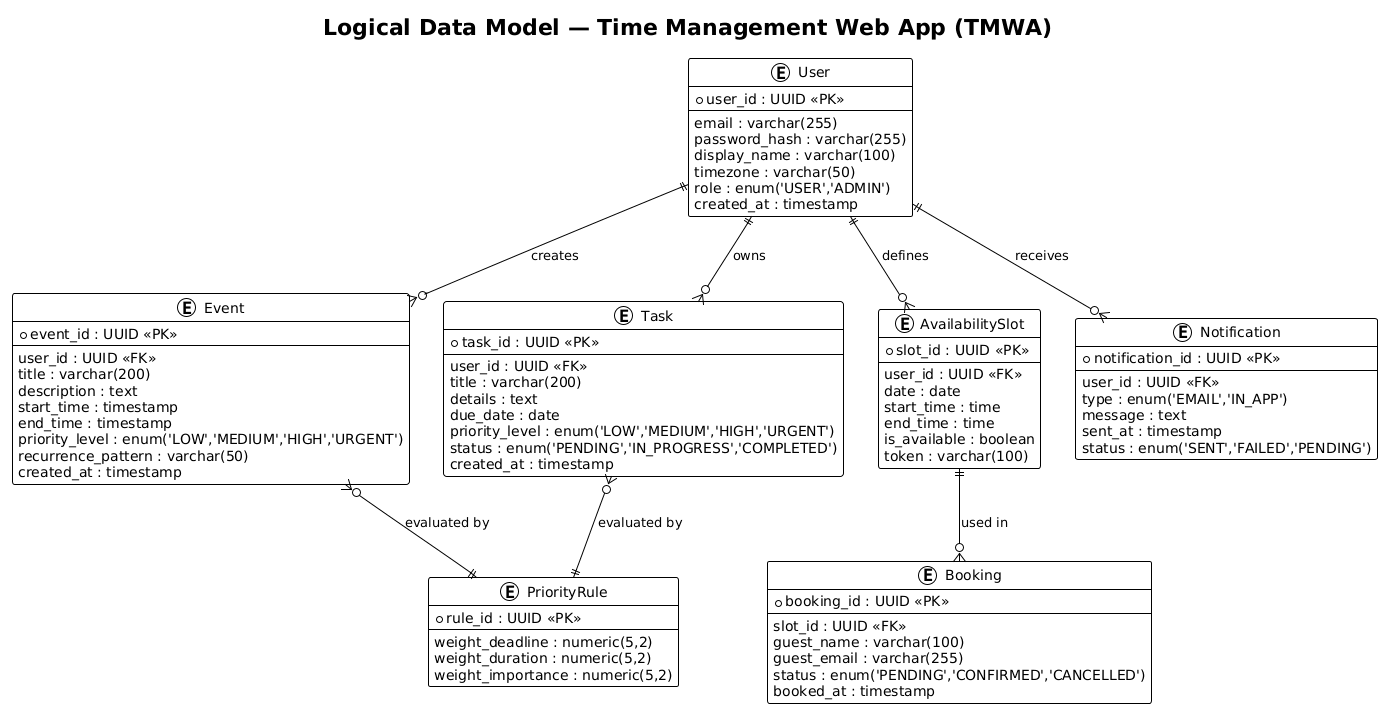 Logical Data Model — Time Management Web App (TMWA)
E User
user_id : UUID «PK»
email : varchar(255)
password_hash : varchar(255)
display_name : varchar(100)
timezone : varchar(50)
role : enum('USER','ADMIN')
created_at : timestamp
creates
owns
defines
receives
E Event
event_id : UUID «PK»
user_id : UUID «FK»
title : varchar(200)
description : text
start_time : timestamp
end_time : timestamp
priority_level : enum('LOW','MEDIUM','HIGH','URGENT')
recurrence_pattern : varchar(50)
created_at : timestamp
E Task
task_id : UUID «PK»
user_id : UUID «FK»
title : varchar(200)
details : text
due_date : date
priority_level : enum('LOW','MEDIUM','HIGH','URGENT')
status : enum('PENDING','IN_PROGRESS','COMPLETED')
created_at : timestamp
E AvailabilitySlot
slot_id : UUID «PK»
user_id : UUID «FK»
date : date
start_time : time
end_time : time
is_available : boolean
token : varchar(100)
E Notification
notification_id : UUID «PK»
user_id : UUID «FK»
type : enum('EMAIL','IN_APP')
message : text
sent_at : timestamp
status : enum('SENT','FAILED','PENDING')
evaluated by
evaluated by
used in
E PriorityRule
rule_id : UUID «PK»
weight_deadline : numeric(5,2)
weight_duration : numeric(5,2)
weight_importance : numeric(5,2)
E Booking
booking_id : UUID «PK»
slot_id : UUID «FK»
guest_name : varchar(100)
guest_email : varchar(255)
status : enum('PENDING','CONFIRMED','CANCELLED')
booked_at : timestamp